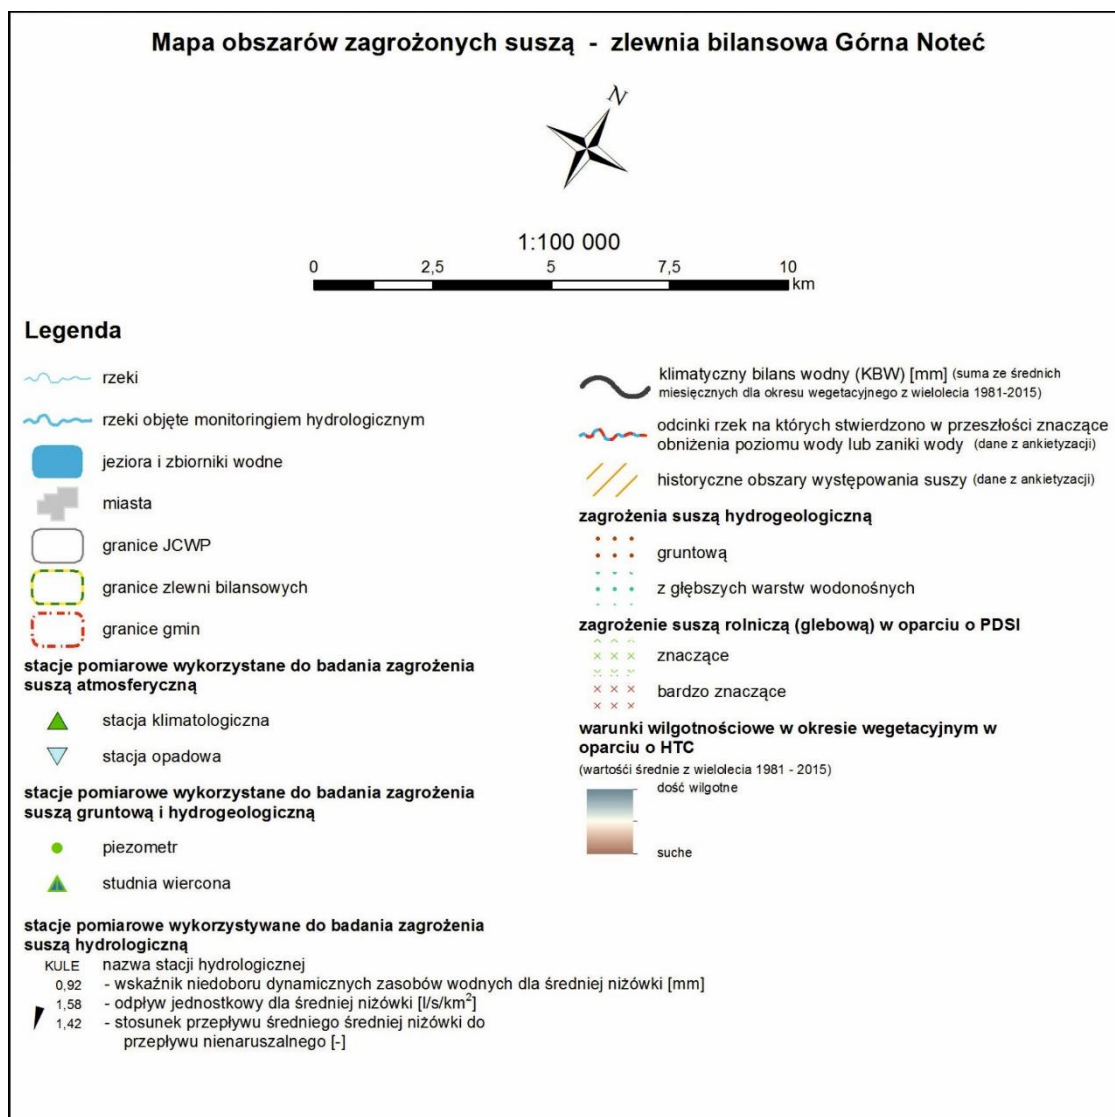 Mapa obszarów zagrożonych suszą - zlewnia bilansowa Górna Noteć
N
1:100 000
0 2,5 5 7,5 10
km
Legenda
rzeki
rzeki objęte monitoringiem hydrologicznym
jeziora i zbiorniki wodne
miasta
granice JCWP
granice zlewni bilansowych
granice gmin
stacje pomiarowe wykorzystane do badania zagrożenia
suszą atmosferyczną
stacja klimatologiczna
stacja opadowa
stacje pomiarowe wykorzystane do badania zagrożenia
suszą gruntową i hydrogeologiczną
piezometr
studnia wiercona
stacje pomiarowe wykorzystywane do badania zagrożenia
suszą hydrologiczną
KULE nazwa stacji hydrologicznej
0,92 - wskaźnik niedoboru dynamicznych zasobów wodnych dla średniej niżówki [mm]
1,58 - odpływ jednostkowy dla średniej niżówki [l/s/km²]
1,42 - stosunek przepływu średniego średniej niżówki do
przepływu nienaruszalnego [-]
klimatyczny bilans wodny (KBW) [mm] (suma ze średnich
miesięcznych dla okresu wegetacyjnego z wielolecia 1981-2015)
odcinki rzek na których stwierdzono w przeszłości znaczące
obniżenia poziomu wody lub zaniki wody (dane z ankietyzacji)
historyczne obszary występowania suszy (dane z ankietyzacji)
zagrożenia suszą hydrogeologiczną
gruntową
z głębszych warstw wodonośnych
zagrożenie suszą rolniczą (glebową) w oparciu o PDSI
znaczące
bardzo znaczące
warunki wilgotnościowe w okresie wegetacyjnym w
oparciu o HTC
(wartośći średnie z wielolecia 1981 - 2015)
dość wilgotne
suche